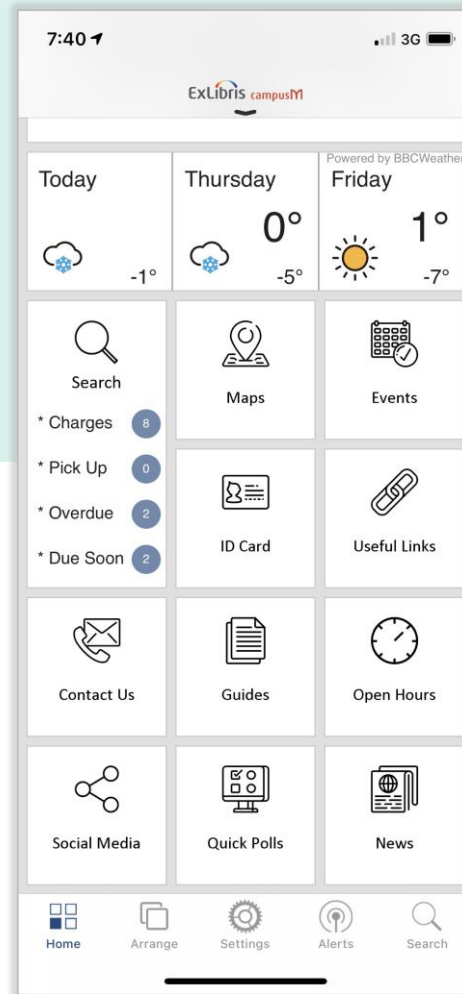 7:40
3G
ExLibris campusM
Powered by BBCWeather
Today
Thursday
Friday
0°
1°
-1°
-5°
-7°
Search
Maps
Events
* Charges 8
* Pick Up 0
* Overdue 2
* Due Soon 2
ID Card
Useful Links
Contact Us
Guides
Open Hours
Social Media
Quick Polls
News
Home
Arrange
Settings
Alerts
Search